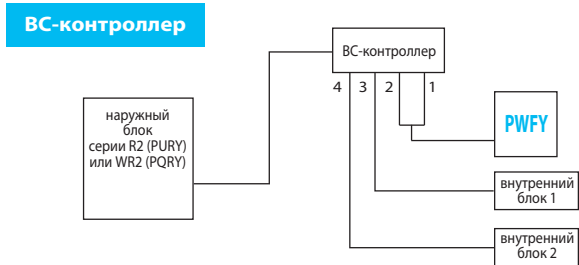 ВС-контроллер
ВС-контроллер
4 3 2 1
наружный
блок
серии R2 (PURY)
или WR2 (PQRY)
PWFY
внутренний
блок 1
внутренний
блок 2